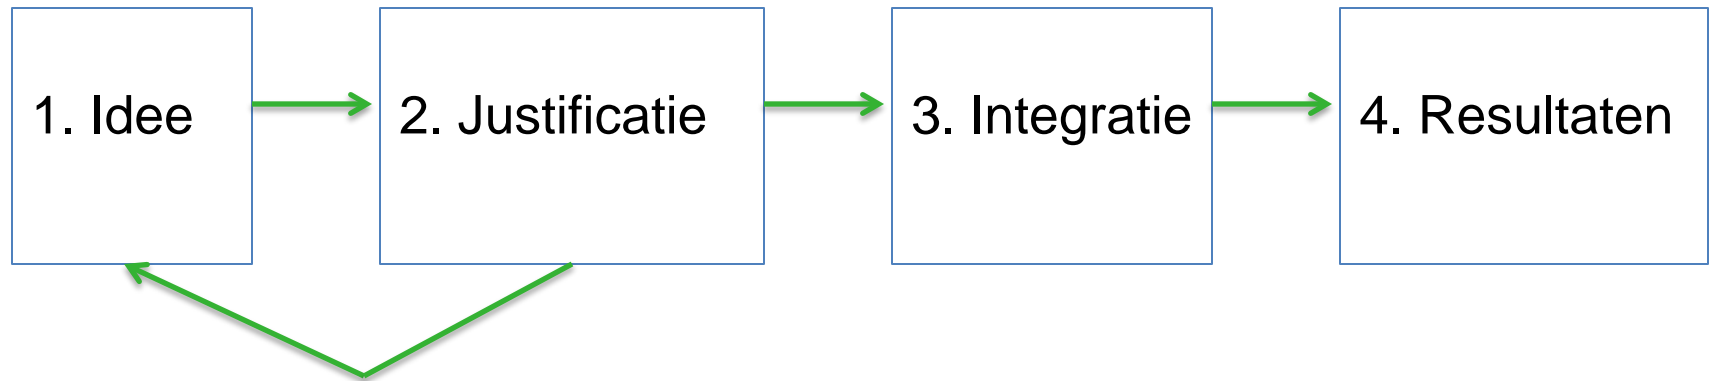 1. Idee
2. Justificatie
3. Integratie
4. Resultaten